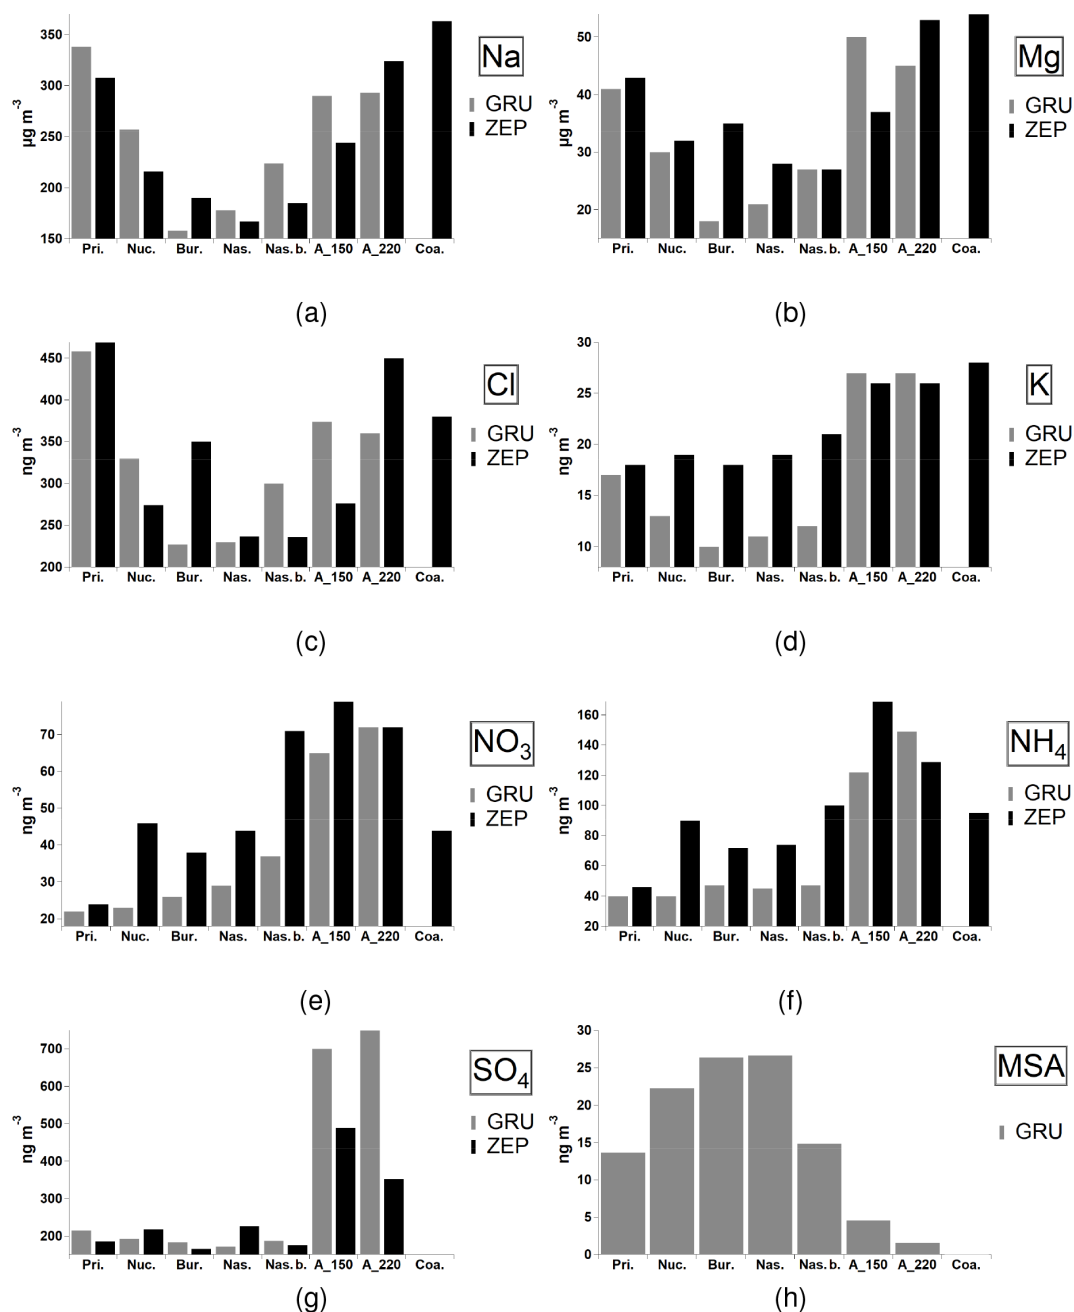 350
300
250
200
150
µg m-3
Pri. Nuc. Bur. Nas. Nas. b. A_150 A_220 Coa.
Na
GRU
ZEP
(a)
50
40
30
20
µg m-3
Pri. Nuc. Bur. Nas. Nas. b. A_150 A_220 Coa.
Mg
GRU
ZEP
(b)
450
400
350
300
250
200
ng m-3
Pri. Nuc. Bur. Nas. Nas. b. A_150 A_220 Coa.
Cl
GRU
ZEP
(c)
30
25
20
15
10
ng m-3
Pri. Nuc. Bur. Nas. Nas. b. A_150 A_220 Coa.
K
GRU
ZEP
(d)
70
60
50
40
30
20
ng m-3
Pri. Nuc. Bur. Nas. Nas. b. A_150 A_220 Coa.
NO3
GRU
ZEP
(e)
160
140
120
100
80
60
40
20
ng m-3
Pri. Nuc. Bur. Nas. Nas. b. A_150 A_220 Coa.
NH4
GRU
ZEP
(f)
700
600
500
400
300
200
ng m-3
Pri. Nuc. Bur. Nas. Nas. b. A_150 A_220 Coa.
SO4
GRU
ZEP
(g)
30
25
20
15
10
5
0
ng m-3
Pri. Nuc. Bur. Nas. Nas. b. A_150 A_220 Coa.
MSA
GRU
(h)